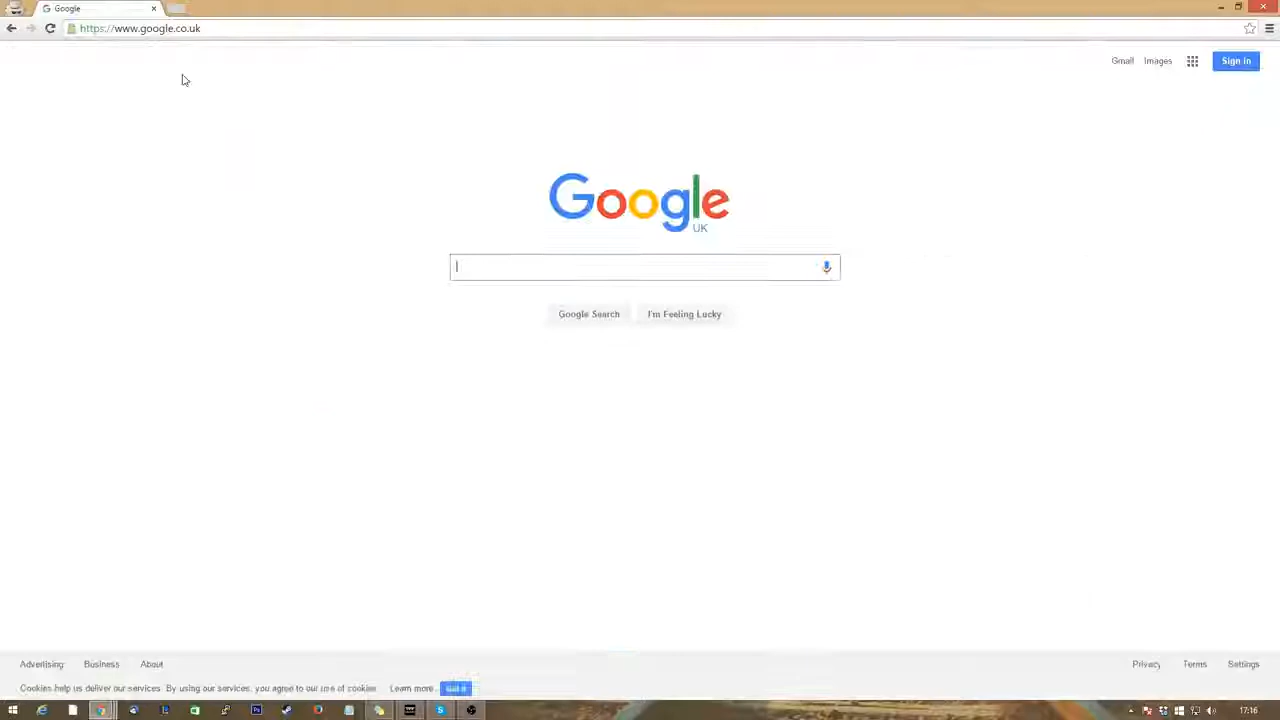 Google
https://www.google.co.uk
Gmail Images Sign in
Google
UK
Google Search I'm Feeling Lucky
Advertising Business About Privacy Terms Settings
Cookies help us deliver our services. By using our services, you agree to our use of cookies. Learn more Got it
17:16